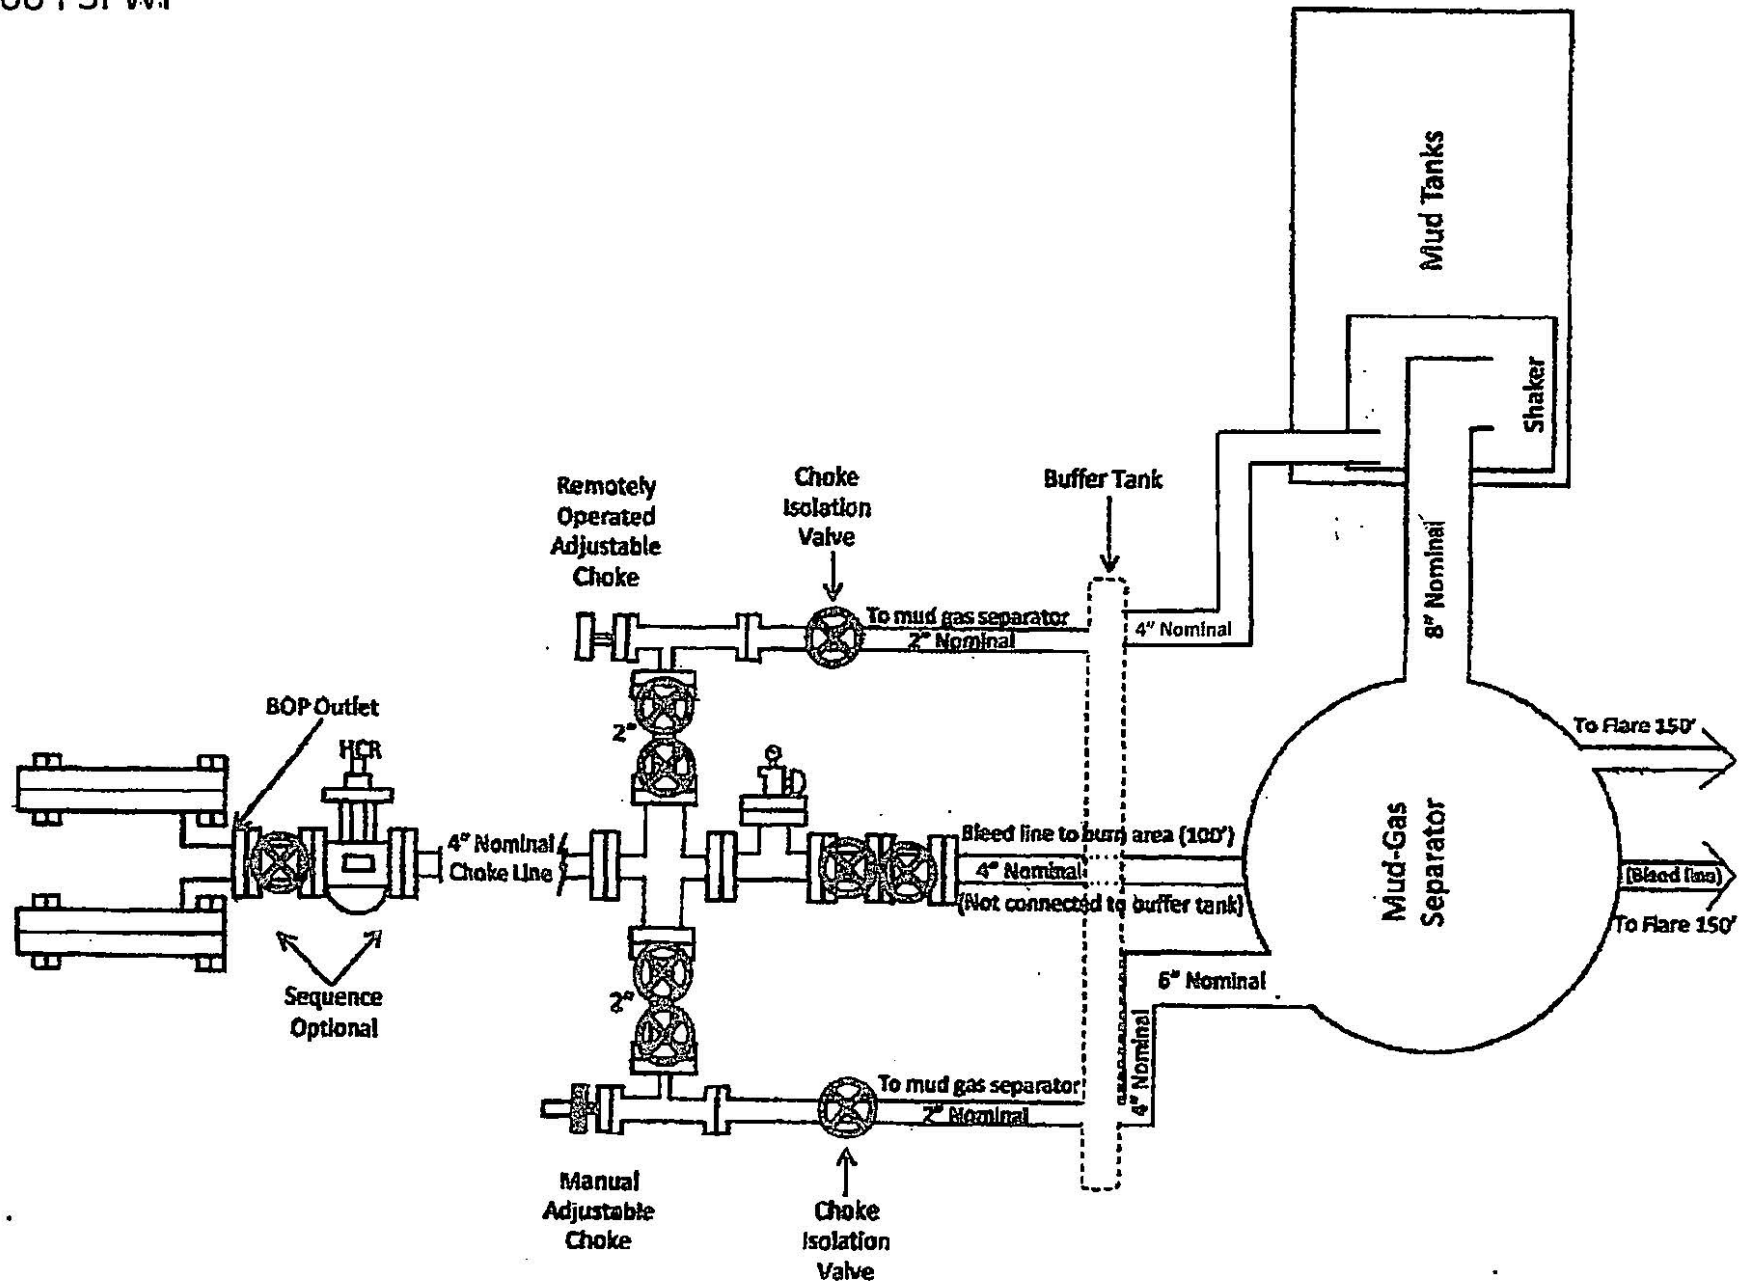 PSI WP
Mud Tanks
Shaker
8" Nominal
Remotely
Operated
Adjustable
Choke
Choke
Isolation
Valve
Buffer Tank
To mud gas separator
2" Nominal
4" Nominal
BOP Outlet
HCR
2"
To Flare 150'
4" Nominal
Choke Line
Bleed line to burn area (100')
4" Nominal
(Not connected to buffer tank)
Mud-Gas
Separator
(Bleed line)
To Flare 150'
Sequence
Optional
2"
6" Nominal
4" Nominal
To mud gas separator
2" Nominal
Manual
Adjustable
Choke
Choke
Isolation
Valve